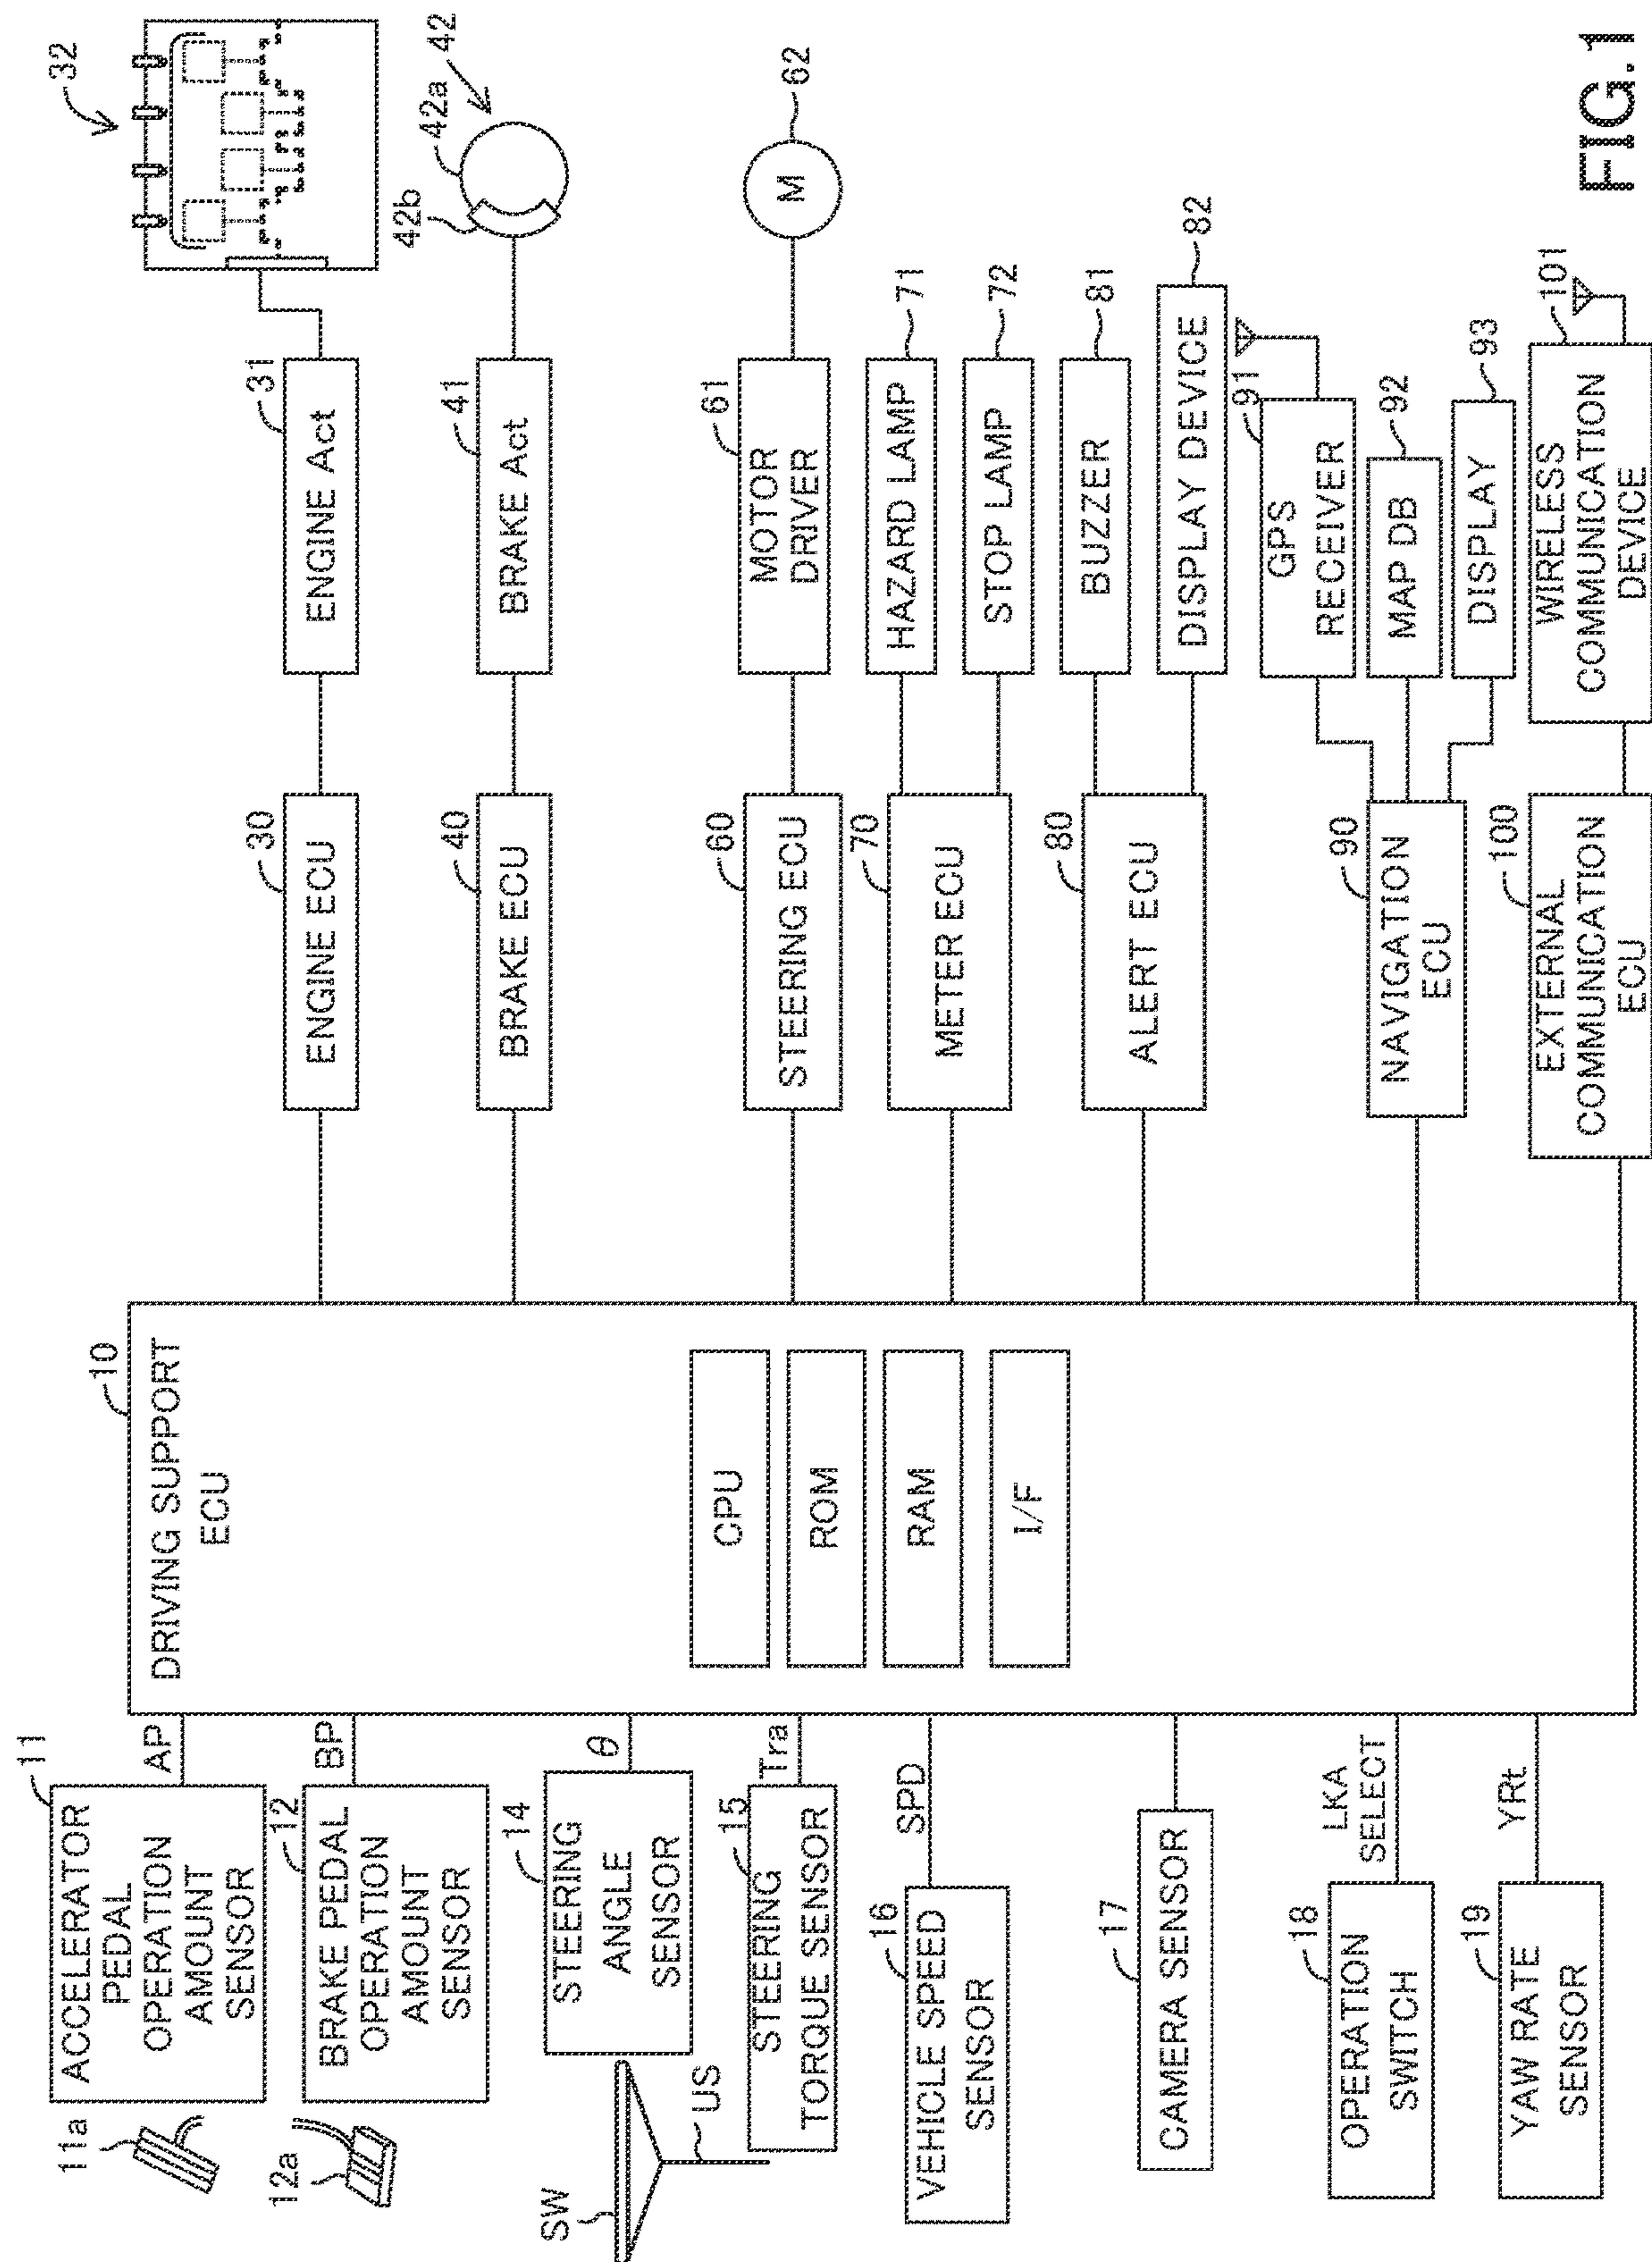 11a
11
ACCELERATOR
PEDAL
OPERATION
AMOUNT
SENSOR
AP
12a
12
BRAKE PEDAL
OPERATION
AMOUNT
SENSOR
BP
SW
US
14
STEERING
ANGLE
SENSOR
θ
15
STEERING
TORQUE SENSOR
Tra
16
VEHICLE SPEED
SENSOR
SPD
17
CAMERA SENSOR
18
OPERATION
SWITCH
LKA
SELECT
19
YAW RATE
SENSOR
YRt
10
DRIVING SUPPORT
ECU
CPU
ROM
RAM
I/F
30
ENGINE ECU
31
ENGINE Act
32
40
BRAKE ECU
41
BRAKE Act
42b
42a
42
60
STEERING ECU
61
MOTOR
DRIVER
M
62
70
METER ECU
HAZARD LAMP
71
STOP LAMP
72
80
ALERT ECU
BUZZER
81
DISPLAY DEVICE
82
90
NAVIGATION
ECU
91
GPS
RECEIVER
MAP DB
92
DISPLAY
93
100
EXTERNAL
COMMUNICATION
ECU
101
WIRELESS
COMMUNICATION
DEVICE
FIG.1